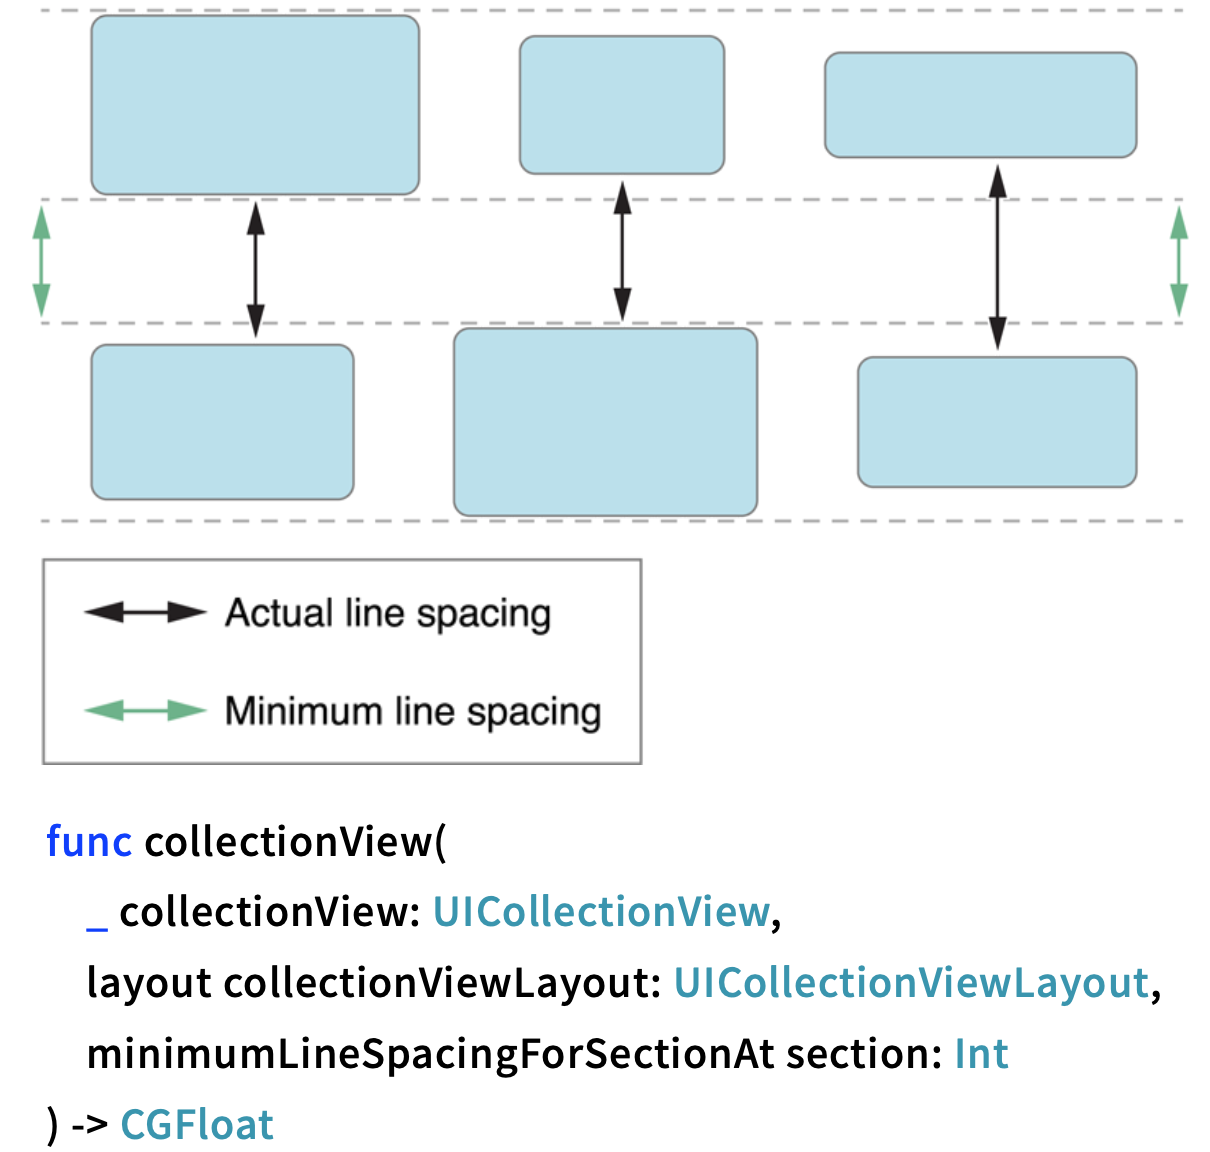 Actual line spacing
Minimum line spacing
func collectionView(
_ collectionView: UICollectionView,
layout collectionViewLayout: UICollectionViewLayout,
minimumLineSpacingForSectionAt section: Int
) -> CGFloat